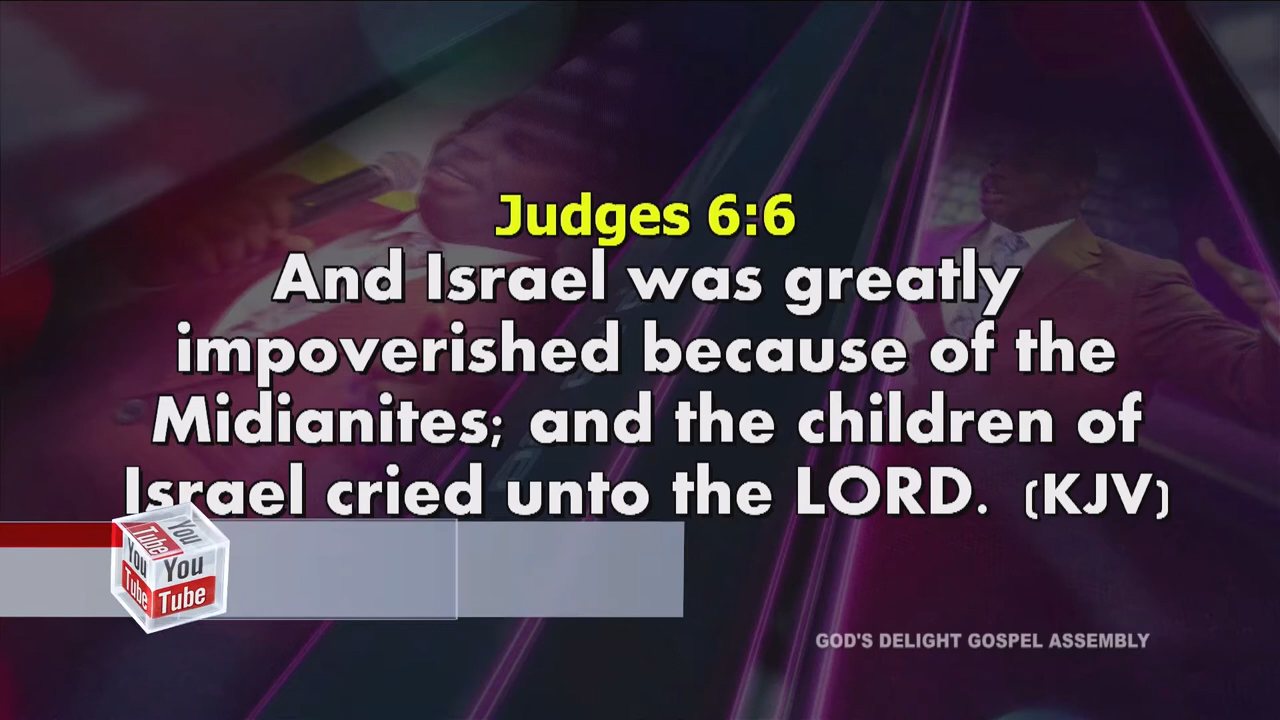 Judges 6:6
And Israel was greatly
impoverished because of the
Midianites; and the children of
Israel cried unto the LORD. (KJV)
You
Tube
You
Tube
You
Tube
GOD'S DELIGHT GOSPEL ASSEMBLY